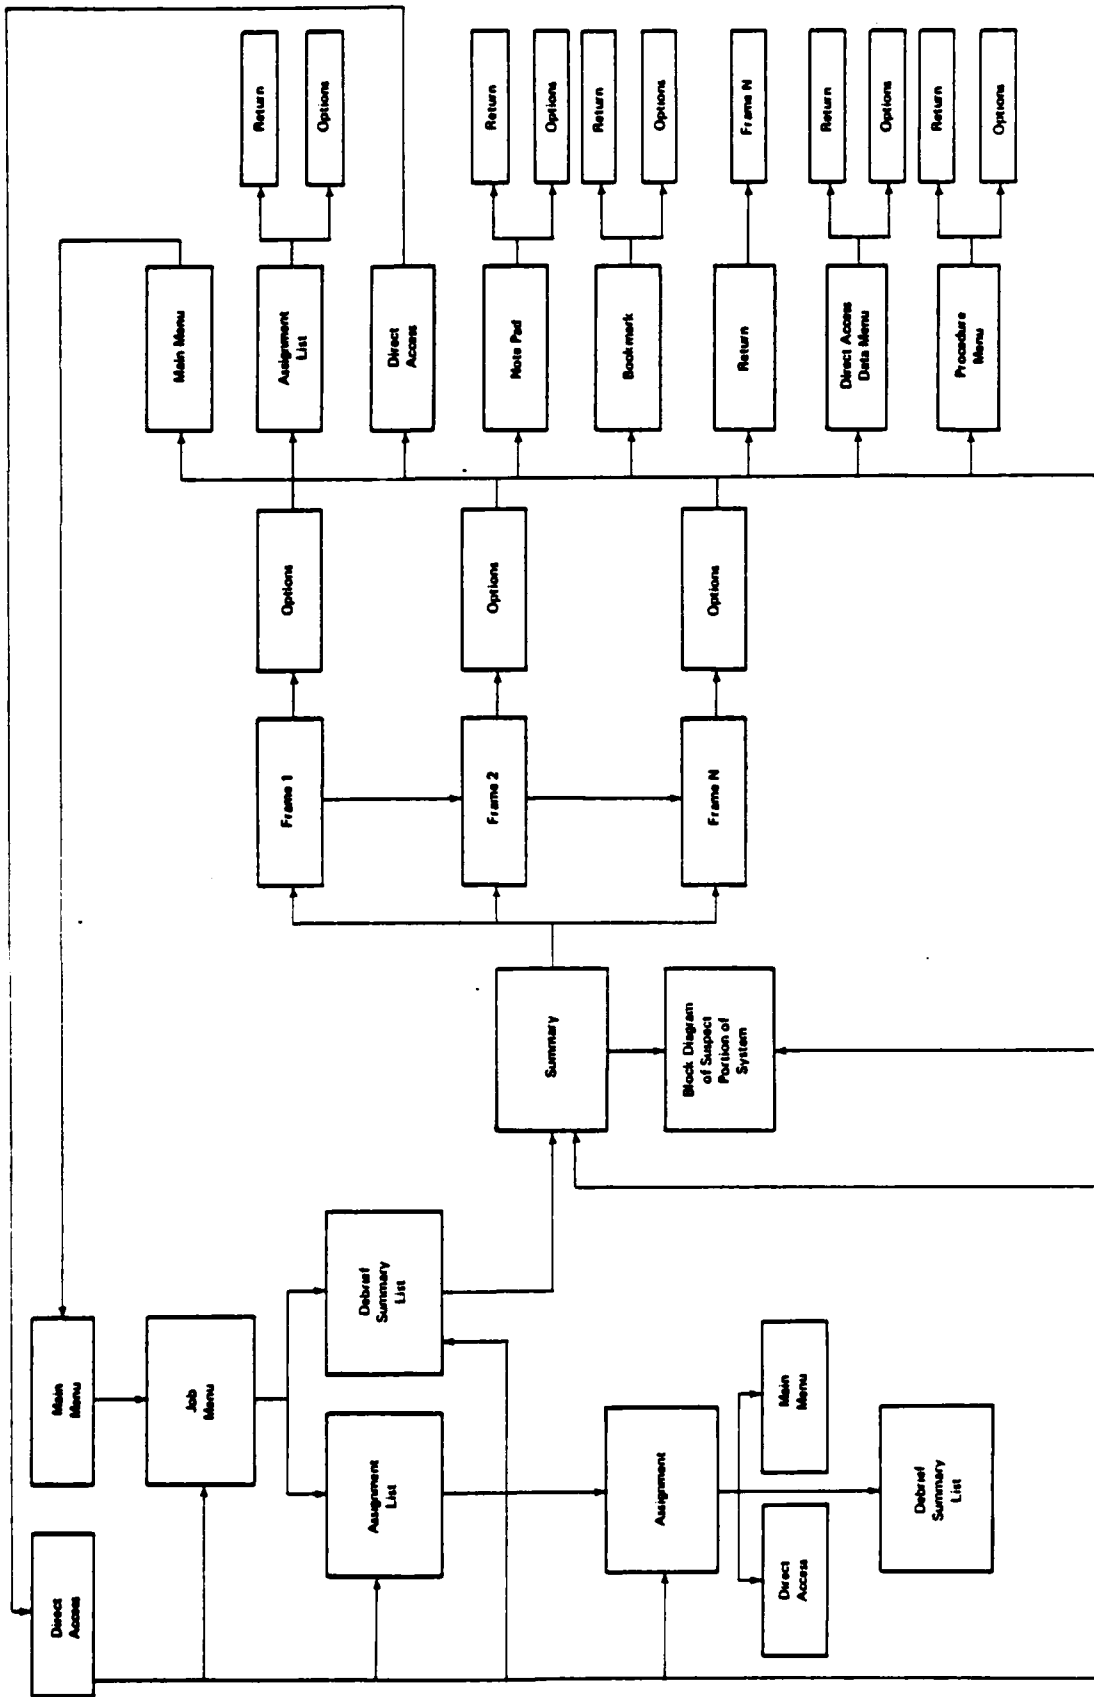 Direct
Access
Main
Menu
Job
Menu
Assignment
List
Debrief
Summary
List
Assignment
Direct
Access
Main
Menu
Debrief
Summary
List
Summary
Block Diagram
of Suspect
Portion of
System
Frame 1
Frame 2
Frame N
Options
Options
Options
Main Menu
Assignment
List
Direct
Access
Note Pad
Bookmark
Return
Direct Access
Data Menu
Procedure
Menu
Return
Options
Return
Options
Return
Options
Frame N
Return
Options
Return
Options